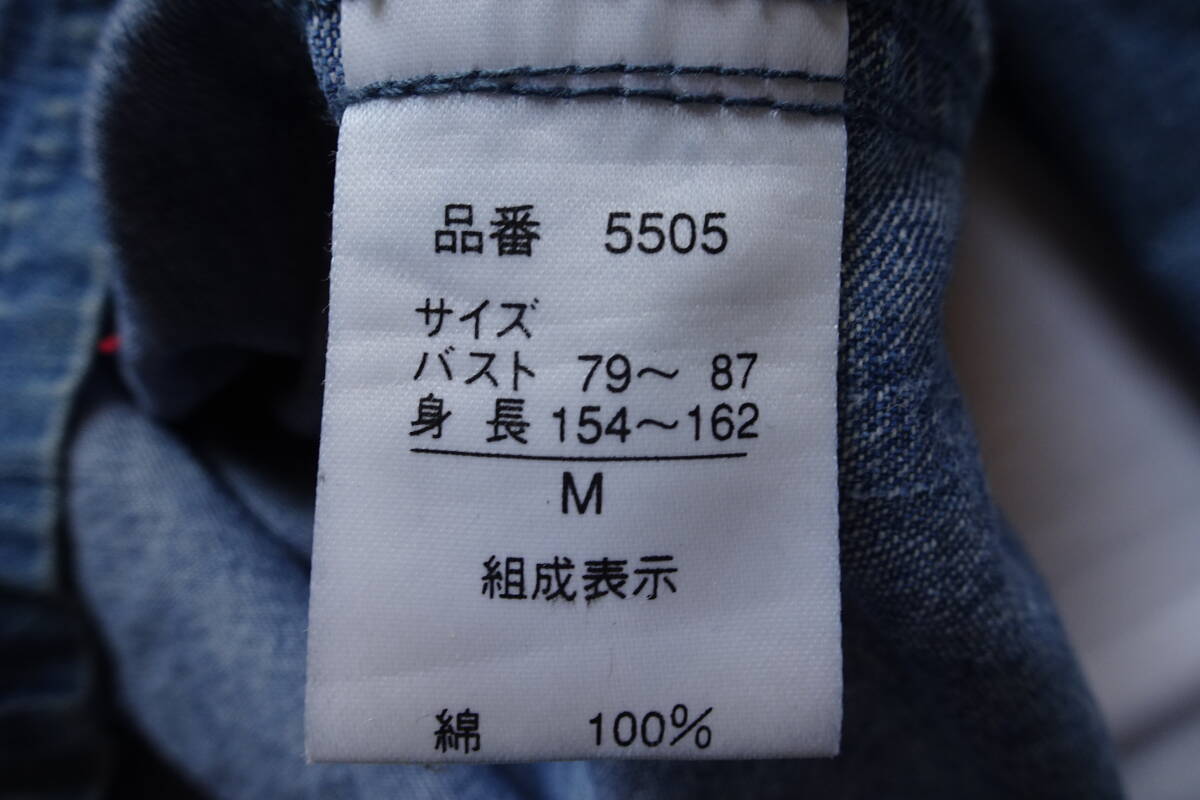 品番 5505
サイズ
バスト 79～ 87
身 長 154～162
M
組成表示
綿 100%